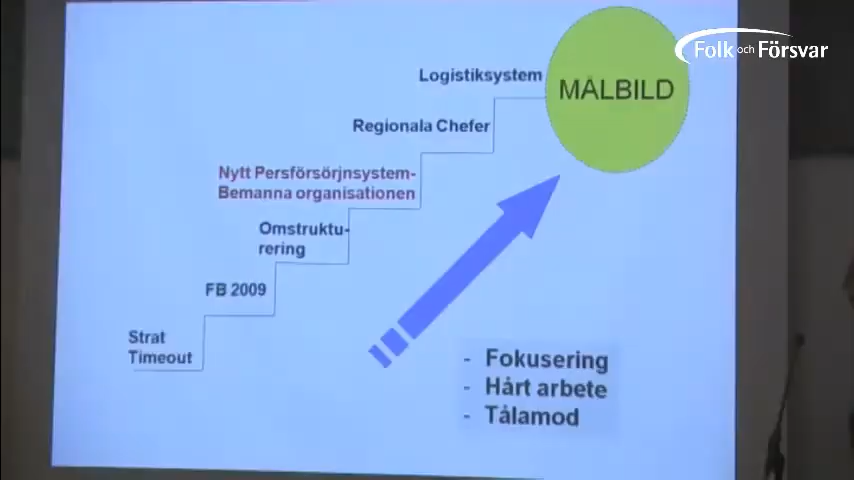 Folk och Försvar
Logistiksystem
MÅLBILD
Regionala Chefer
Nytt Persförsörjnsystem-
Bemanna organisationen
Omstruktu-
rering
FB 2009
Strat
Timeout
- Fokusering
- Hårt arbete
- Tålamod